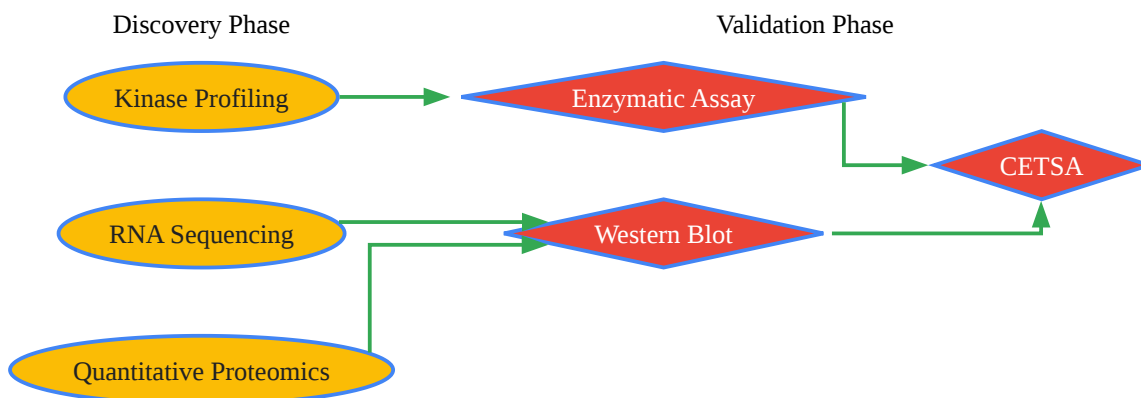 Discovery Phase
Validation Phase
Kinase Profiling
Enzymatic Assay
CETSA
RNA Sequencing
Western Blot
Quantitative Proteomics